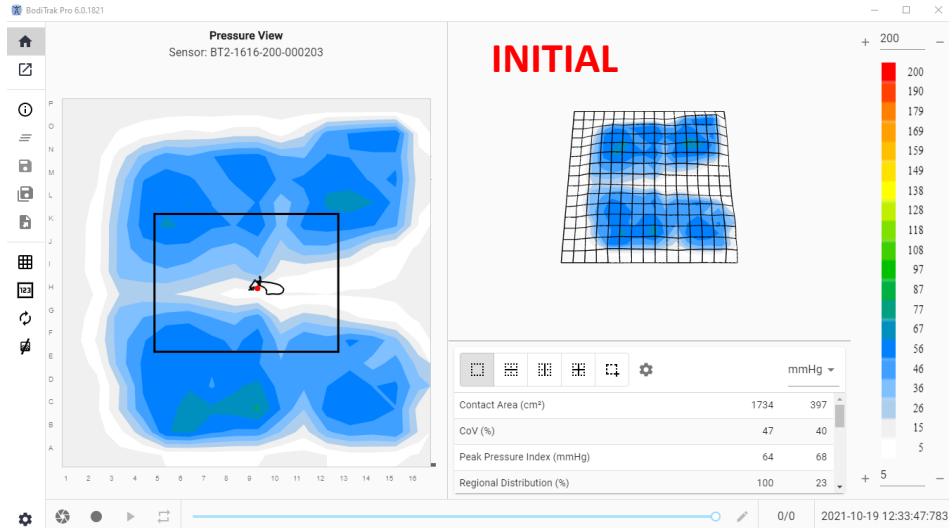 BodiTrak Pro 6.0.1821
Pressure View
Sensor: BT2-1616-200-000203
P
O
N
M
L
K
J
I
H
G
F
E
D
C
B
A
1 2 3 4 5 6 7 8 9 10 11 12 13 14 15 16
INITIAL
+ 200 −
200
190
179
169
159
149
138
128
118
108
97
87
77
67
56
46
36
26
15
5
+ 5 −
123
mmHg
Contact Area (cm²) 1734 397
CoV (%) 47 40
Peak Pressure Index (mmHg) 64 68
Regional Distribution (%) 100 23
0/0 2021-10-19 12:33:47:783